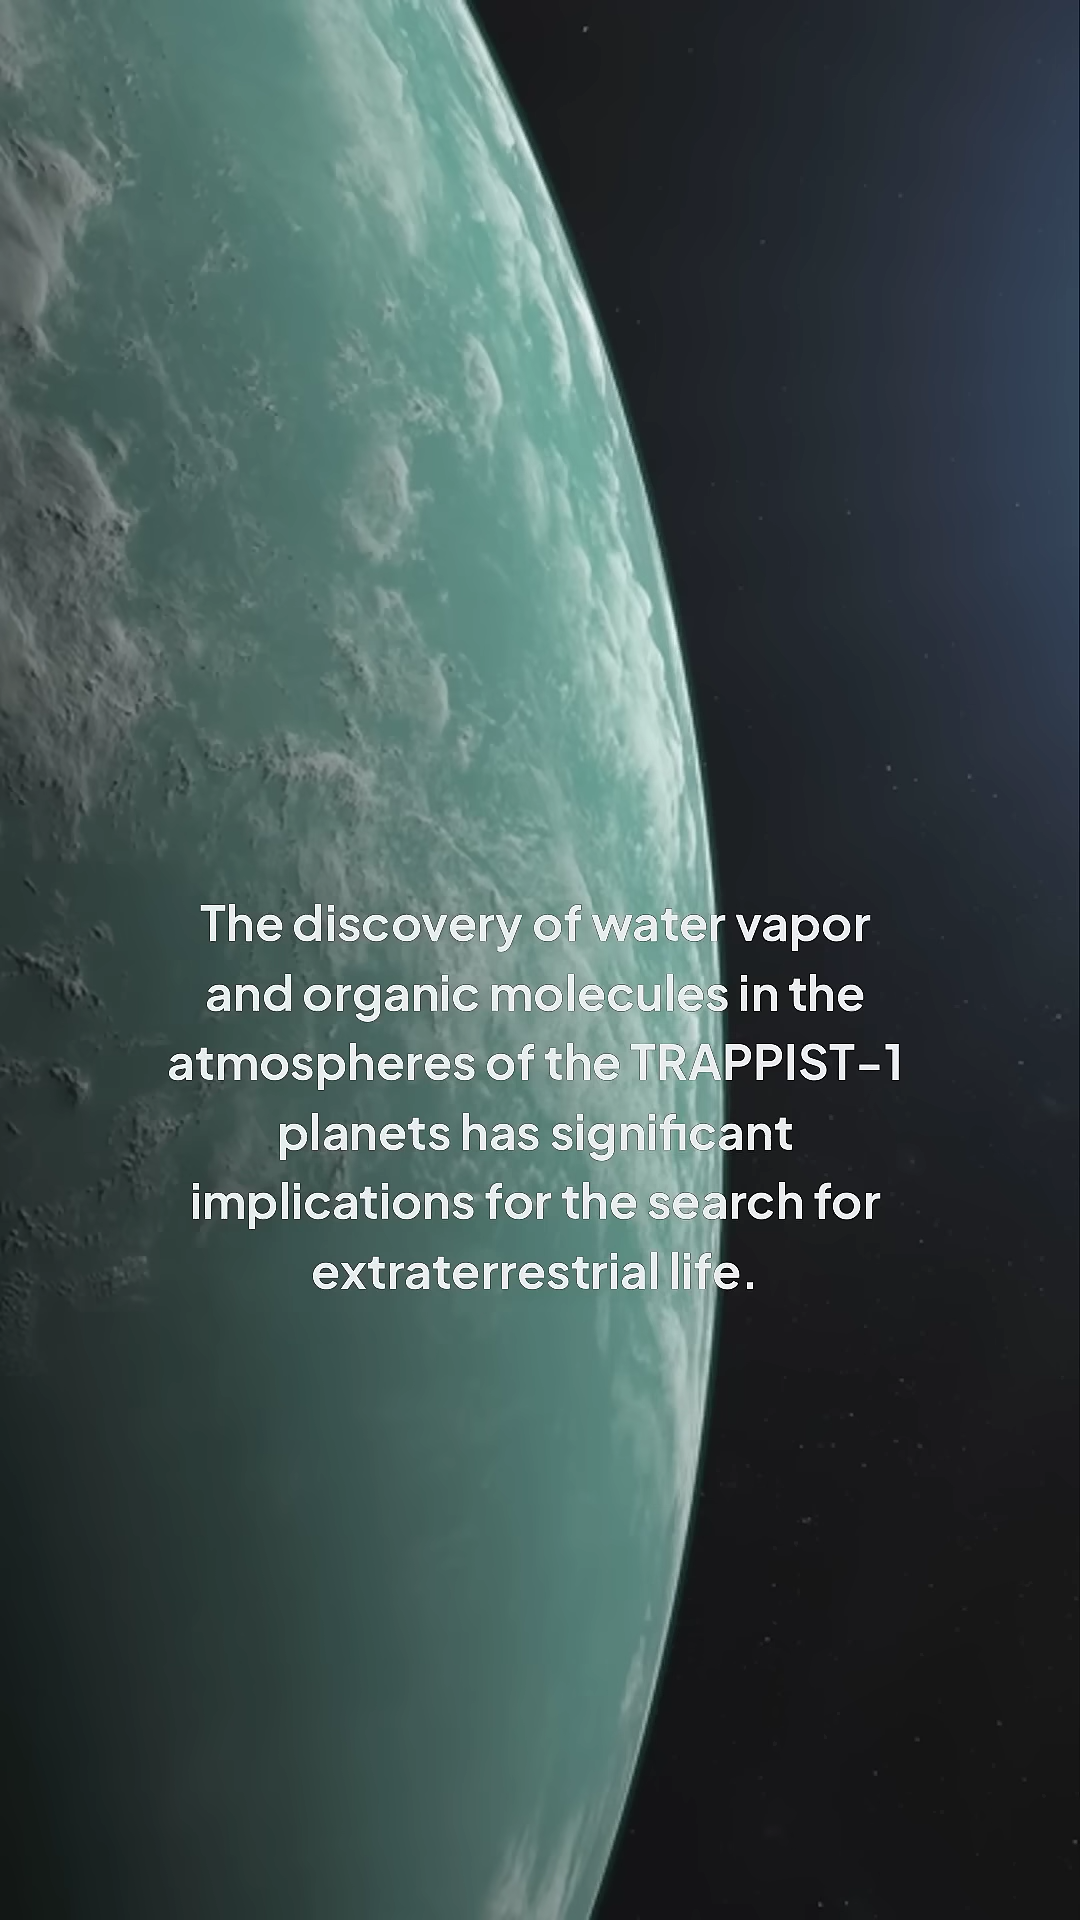 The discovery of water vapor
and organic molecules in the
atmospheres of the TRAPPIST-1
planets has significant
implications for the search for
extraterrestrial life.